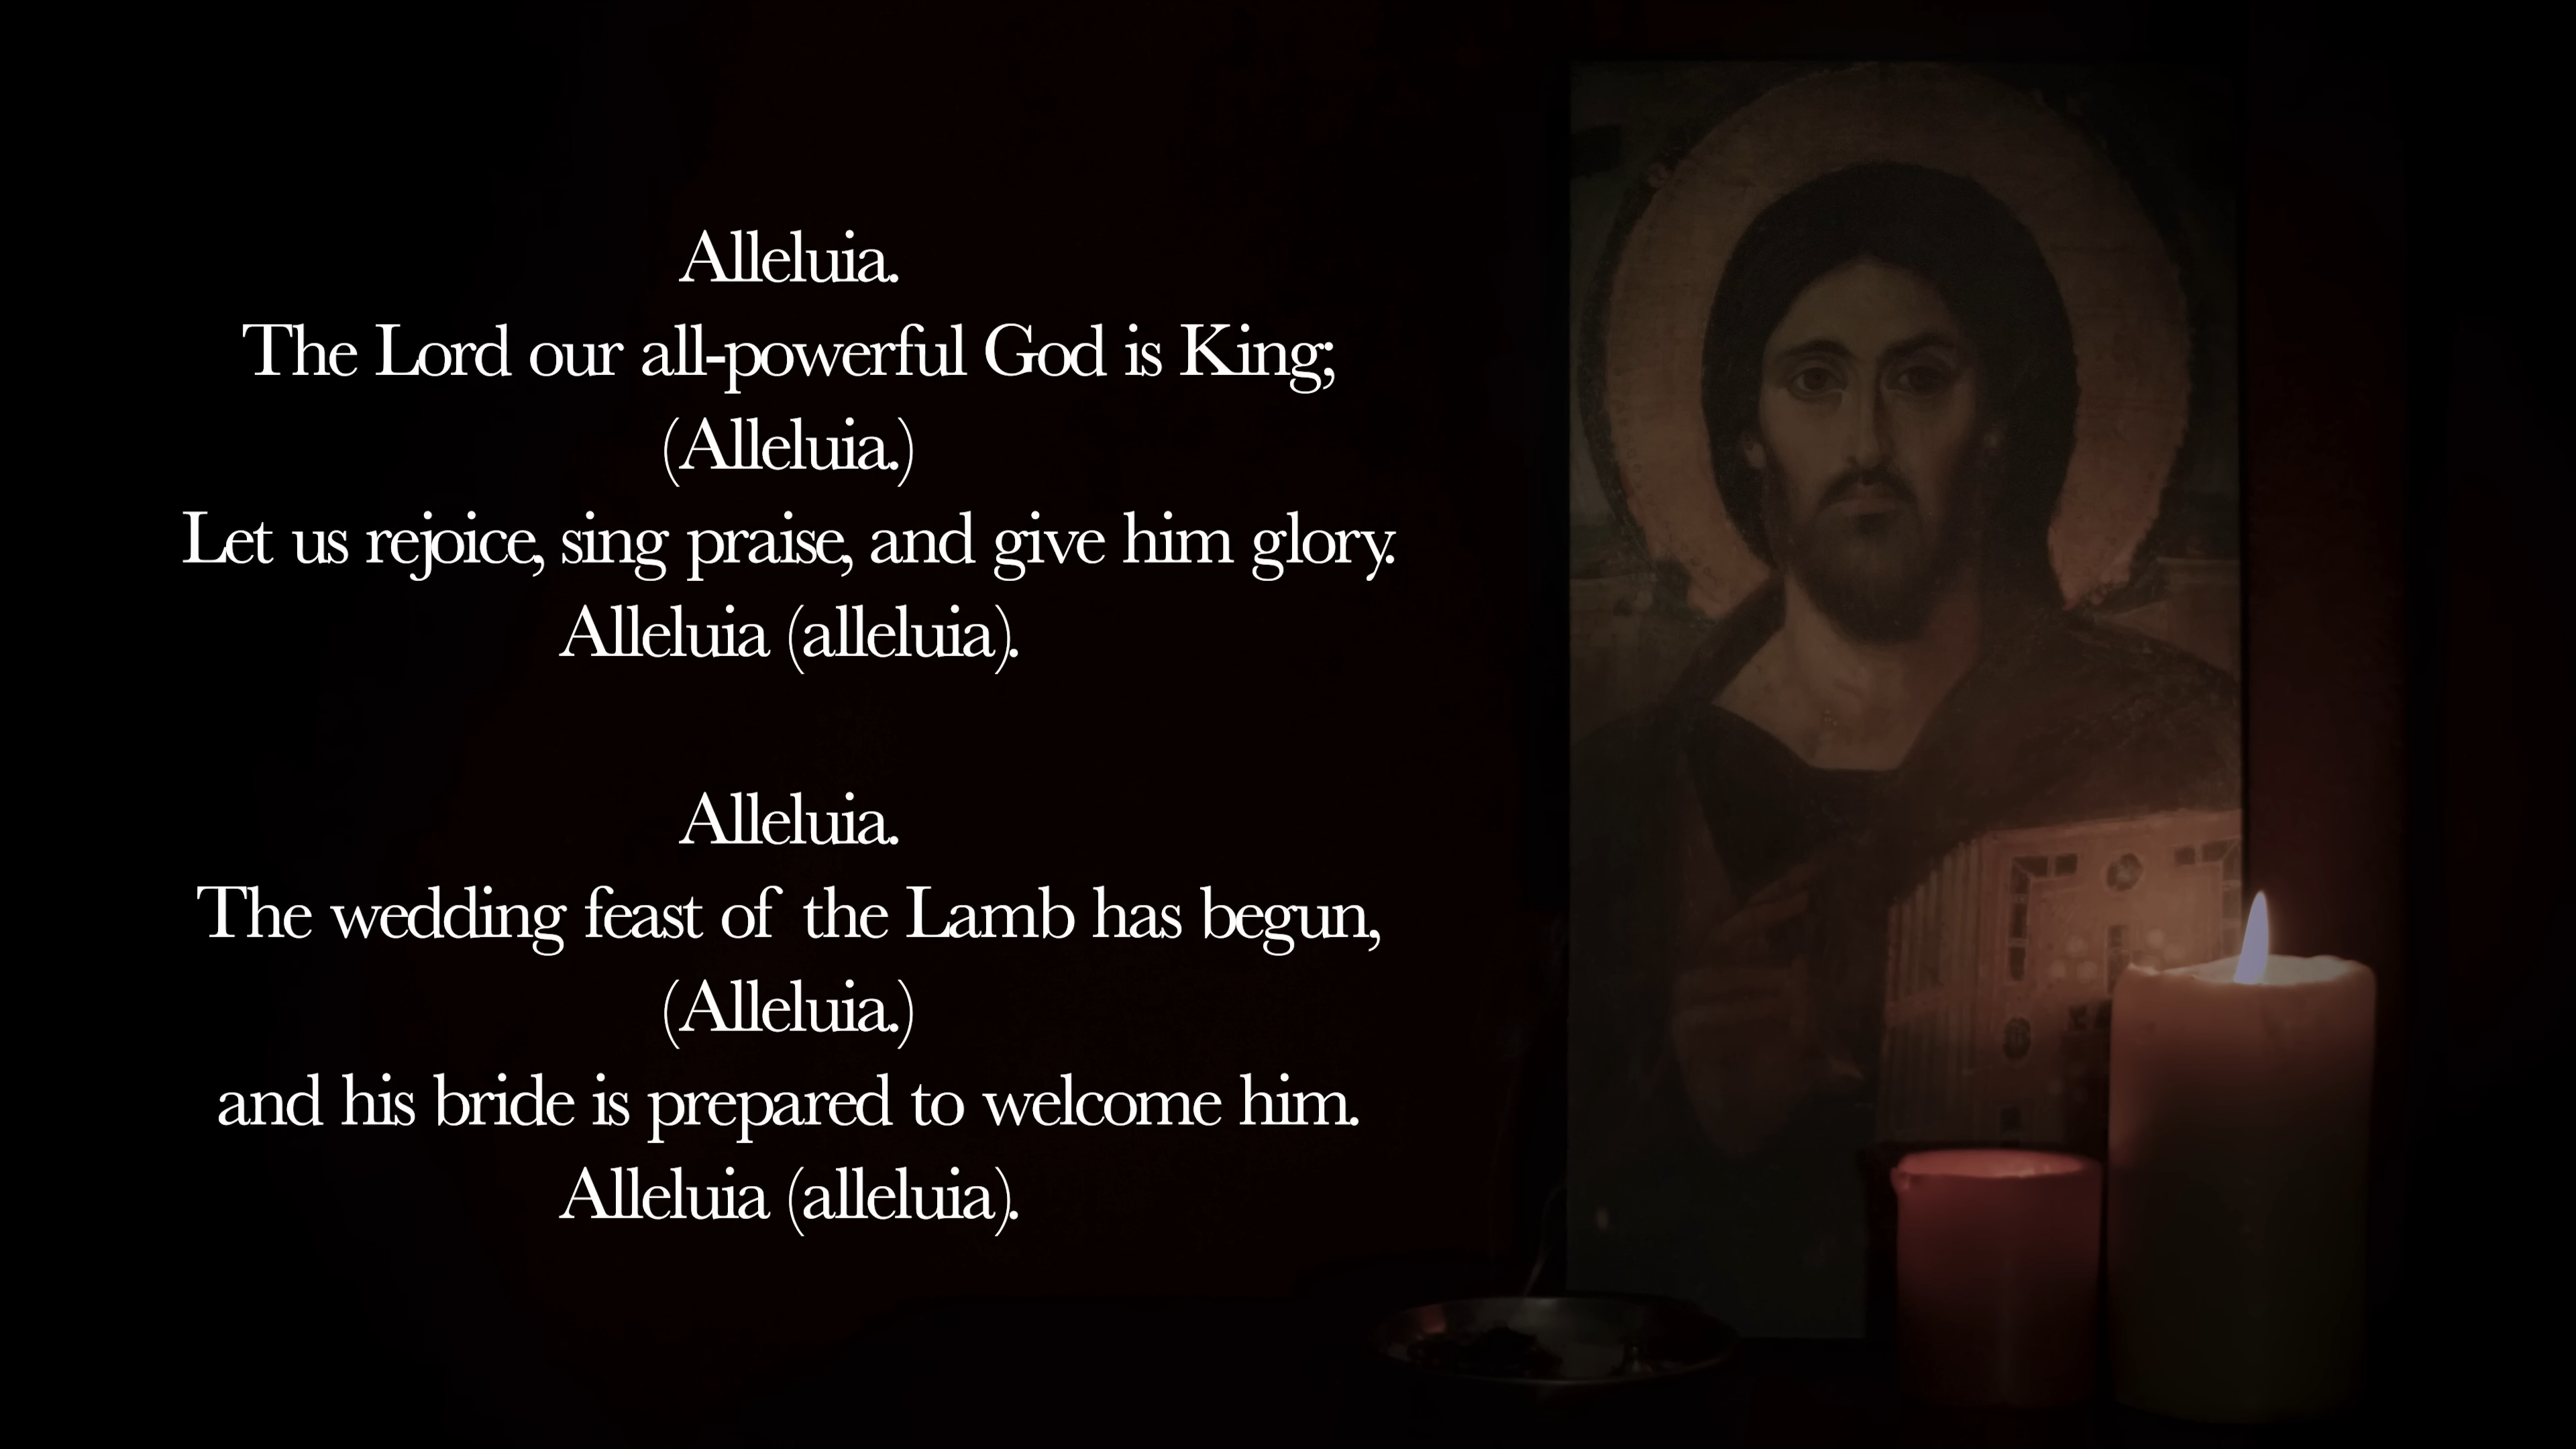 Alleluia.
The Lord our all-powerful God is King;
(Alleluia.)
Let us rejoice, sing praise, and give him glory.
Alleluia (alleluia).
Alleluia.
The wedding feast of the Lamb has begun,
(Alleluia.)
and his bride is prepared to welcome him.
Alleluia (alleluia).